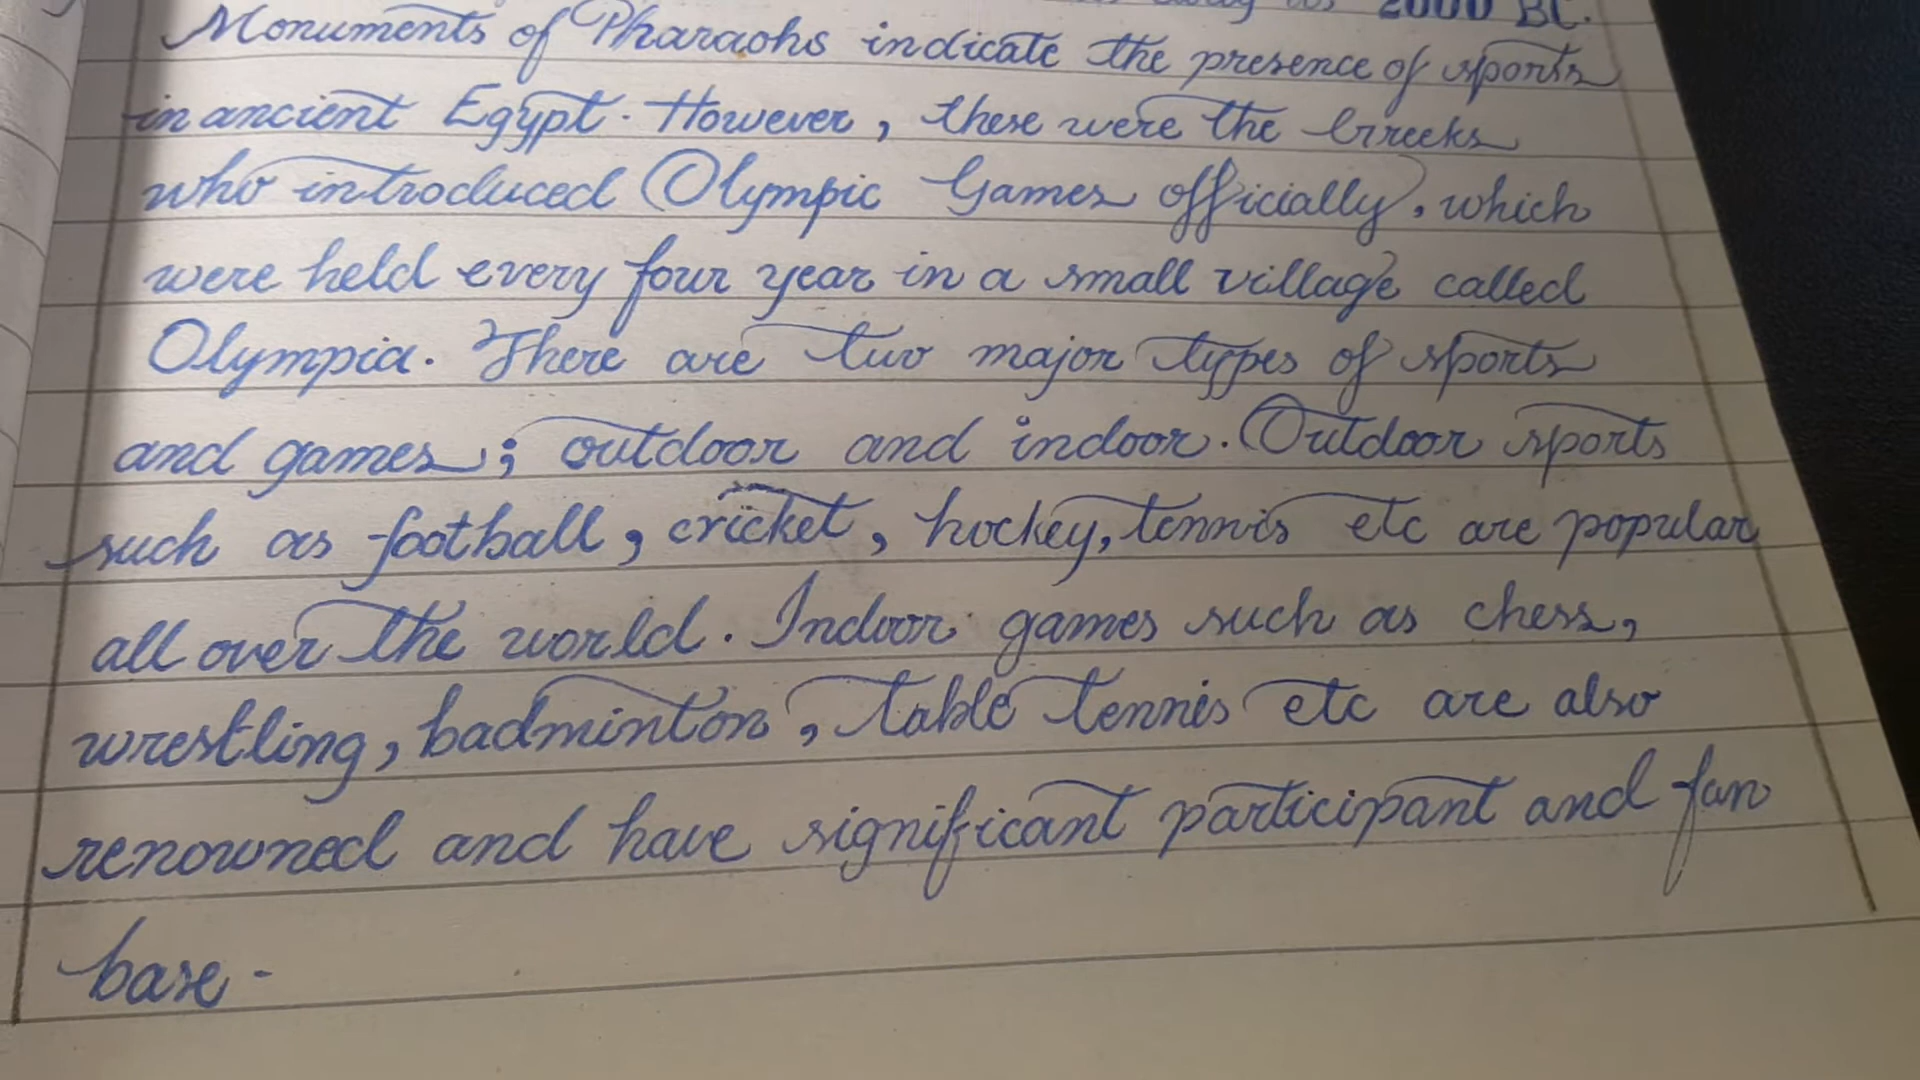 as 2000 BC.
Monuments of Pharaohs indicate the presence of sports
in ancient Egypt. However, these were the Greeks
who introduced Olympic Games officially, which
were held every four year in a small village called
Olympia. There are two major types of sports
and games; outdoor and indoor. Outdoor sports
such as football, cricket, hockey, tennis etc are popular
all over the world. Indoor games such as chess,
wrestling, badminton, table tennis etc are also
renowned and have significant participant and fan
base.